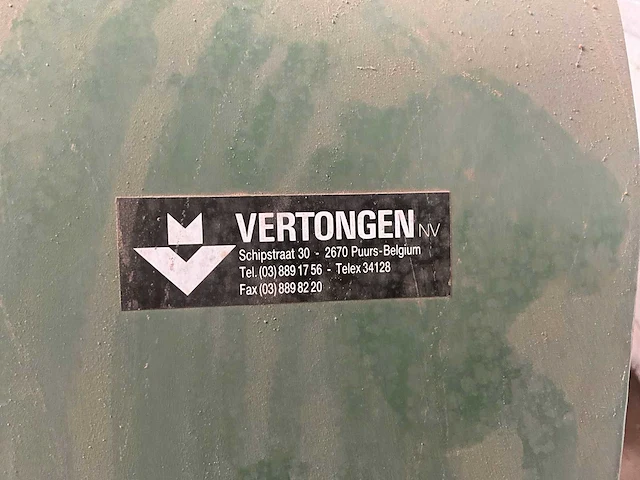 VERTONGEN NV
Schipstraat 30 - 2670 Puurs-Belgium
Tel. (03) 889 17 56 - Telex 34128
Fax (03) 889 82 20